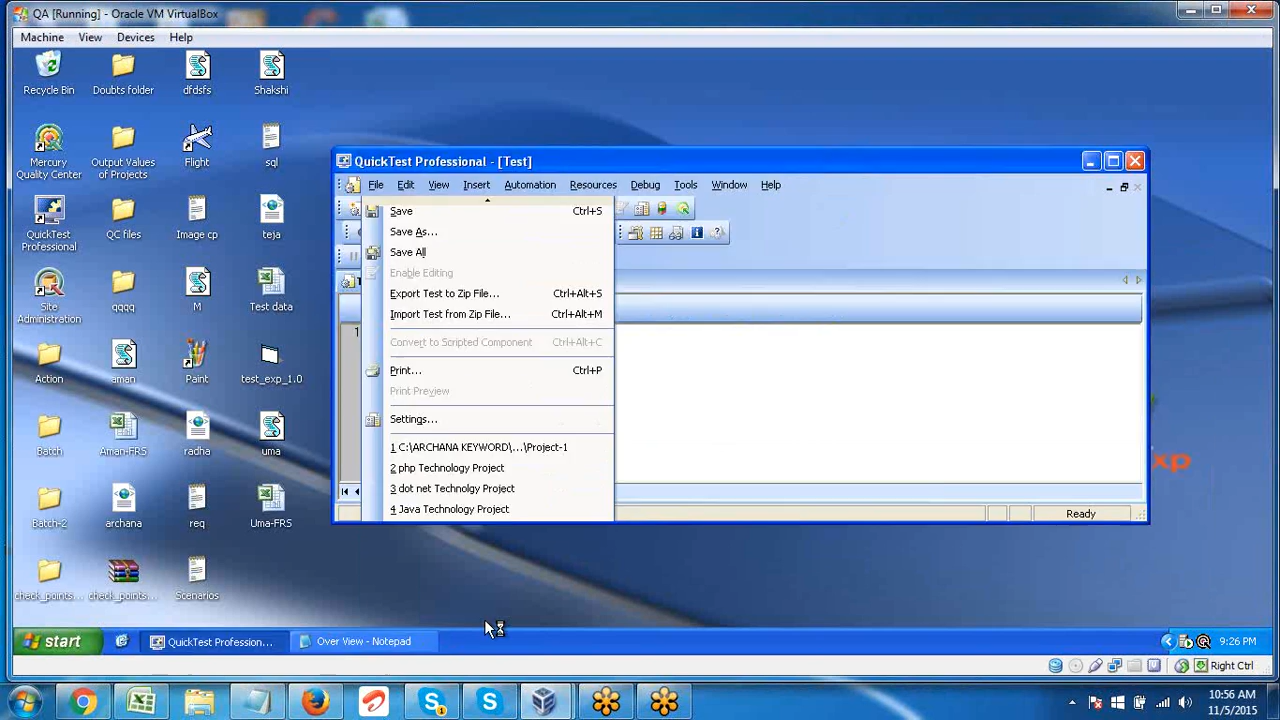 QA [Running] - Oracle VM VirtualBox
Machine View Devices Help
Recycle Bin
Doubts folder
dfdsfs
Shakshi
Mercury Quality Center
Output Values of Projects
Flight
sql
QuickTest Professional
QC files
Image cp
teja
Site Administration
qqqq
M
Test data
Action
aman
Paint
test_exp_1.0
Batch
Aman-FRS
radha
uma
Batch-2
archana
req
Uma-FRS
check_points...
check_points...
Scenarios
QuickTest Professional - [Test]
File Edit View Insert Automation Resources Debug Tools Window Help
Save Ctrl+S
Save As...
Save All
Enable Editing
Export Test to Zip File... Ctrl+Alt+S
Import Test from Zip File... Ctrl+Alt+M
Convert to Scripted Component Ctrl+Alt+C
Print... Ctrl+P
Print Preview
Settings...
1 C:\ARCHANA KEYWORD\...\Project-1
2 php Technology Project
3 dot net Technolgy Project
4 Java Technology Project
1
Ready
xp
start QuickTest Profession... Over View - Notepad 9:26 PM
Right Ctrl
10:56 AM
11/5/2015